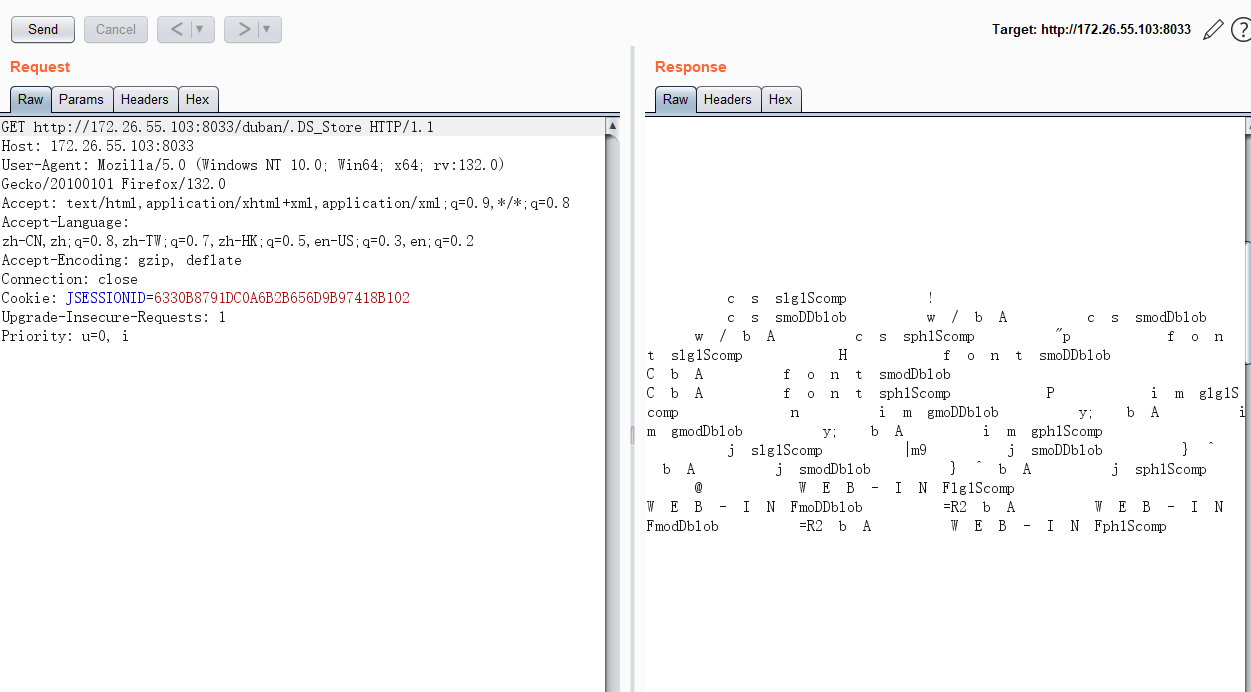 Send Cancel < ▼ > ▼ Target: http://172.26.55.103:8033
Request
Raw Params Headers Hex
GET http://172.26.55.103:8033/duban/.DS_Store HTTP/1.1
Host: 172.26.55.103:8033
User-Agent: Mozilla/5.0 (Windows NT 10.0; Win64; x64; rv:132.0)
Gecko/20100101 Firefox/132.0
Accept: text/html,application/xhtml+xml,application/xml;q=0.9,*/*;q=0.8
Accept-Language:
zh-CN,zh;q=0.8,zh-TW;q=0.7,zh-HK;q=0.5,en-US;q=0.3,en;q=0.2
Accept-Encoding: gzip, deflate
Connection: close
Cookie: JSESSIONID=6330B8791DC0A6B2B656D9B97418B102
Upgrade-Insecure-Requests: 1
Priority: u=0, i
Response
Raw Headers Hex
c s slg1Scomp !
c s smoDDblob w / b A c s smodDblob
w / b A c s sph1Scomp "p f o n
t slg1Scomp H f o n t smoDDblob
C b A f o n t smodDblob
C b A f o n t sph1Scomp P i m glg1S
comp n i m gmoDDblob y; b A i
m gmodDblob y; b A i m gph1Scomp
j slg1Scomp |m9 j smoDDblob } ^
b A j smodDblob } ^ b A j sph1Scomp
@ W E B - I N Flg1Scomp
W E B - I N FmoDDblob =R2 b A W E B - I N
FmodDblob =R2 b A W E B - I N Fph1Scomp